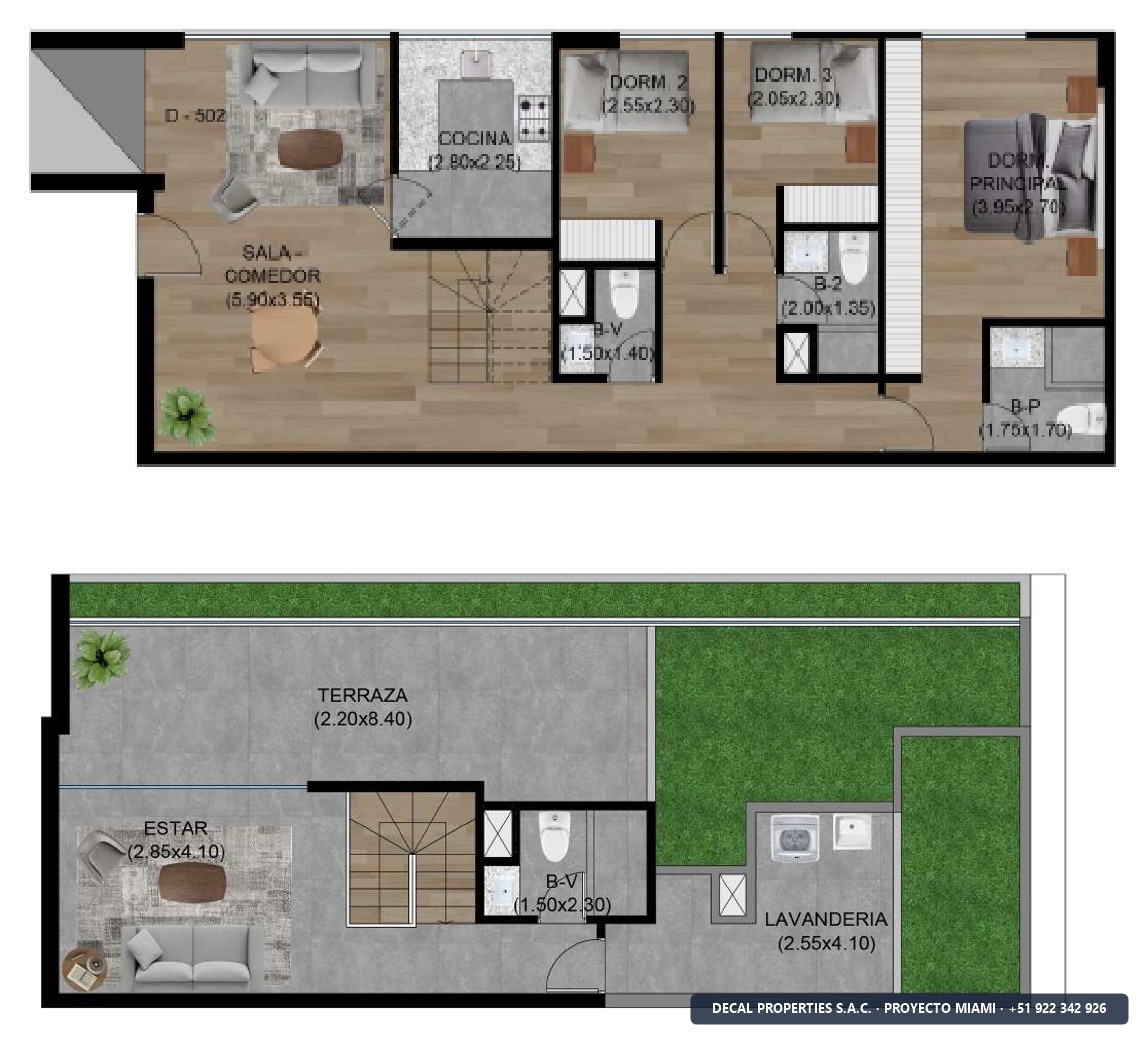 D - 502
SALA -
COMEDOR
(5.90x3.55)
COCINA
(2.80x2.25)
DORM. 2
(2.55x2.30)
DORM. 3
(2.05x2.30)
DORM.
PRINCIPAL
(3.95x2.70)
B-V
(1.50x1.40)
B-2
(2.00x1.35)
B-P
(1.75x1.70)
TERRAZA
(2.20x8.40)
ESTAR
(2.85x4.10)
B-V
(1.50x2.30)
LAVANDERIA
(2.55x4.10)
DECAL PROPERTIES S.A.C. · PROYECTO MIAMI · +51 922 342 926